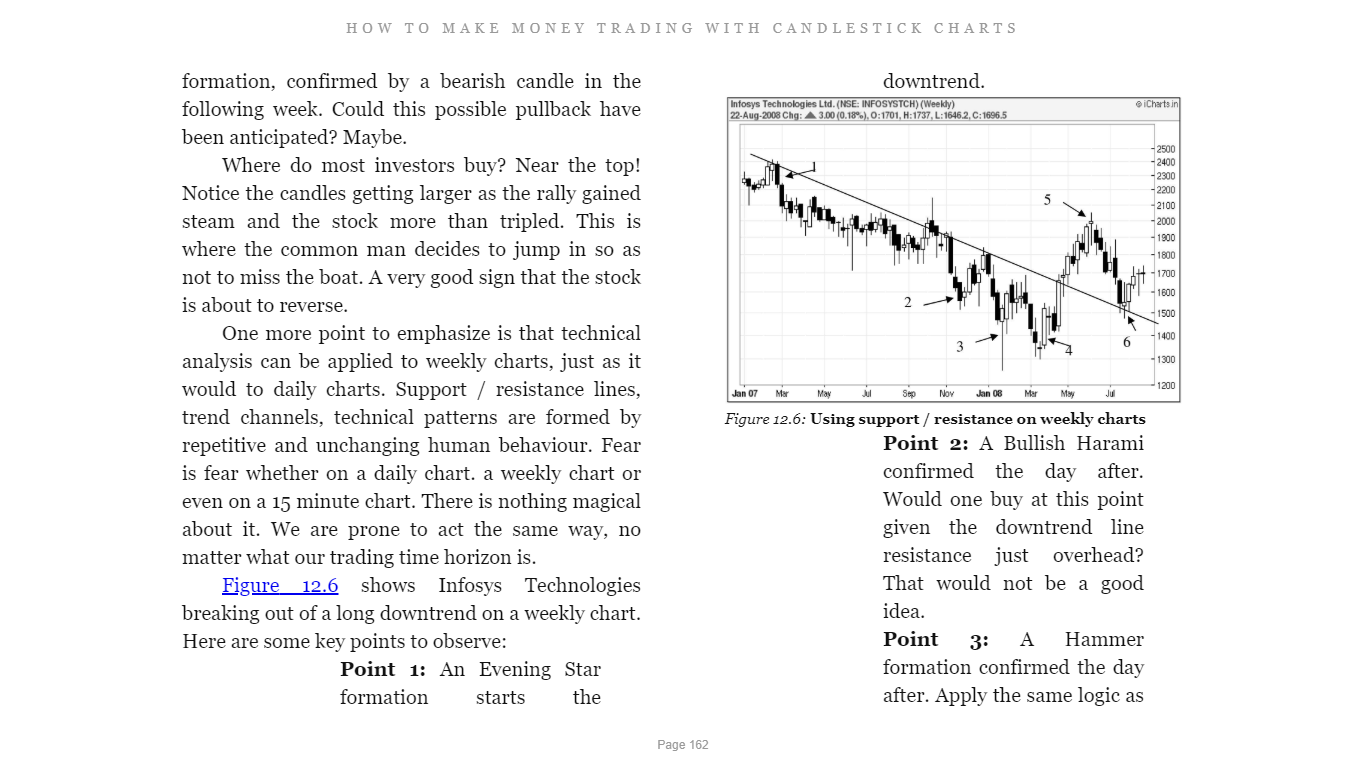 HOW TO MAKE MONEY TRADING WITH CANDLESTICK CHARTS
formation, confirmed by a bearish candle in the
following week. Could this possible pullback have
been anticipated? Maybe.
Where do most investors buy? Near the top!
Notice the candles getting larger as the rally gained
steam and the stock more than tripled. This is
where the common man decides to jump in so as
not to miss the boat. A very good sign that the stock
is about to reverse.
One more point to emphasize is that technical
analysis can be applied to weekly charts, just as it
would to daily charts. Support / resistance lines,
trend channels, technical patterns are formed by
repetitive and unchanging human behaviour. Fear
is fear whether on a daily chart. a weekly chart or
even on a 15 minute chart. There is nothing magical
about it. We are prone to act the same way, no
matter what our trading time horizon is.
Figure 12.6 shows Infosys Technologies
breaking out of a long downtrend on a weekly chart.
Here are some key points to observe:
Point 1: An Evening Star
formation starts the
downtrend.
Infosys Technologies Ltd. (NSE: INFOSYSTCH) (Weekly) © iCharts.in
22-Aug-2008 Chg: ▲ 3.00 (0.18%), O:1701, H:1737, L:1646.2, C:1696.5
1
5
2
3
4
6
2500
2400
2300
2200
2100
2000
1900
1800
1700
1600
1500
1400
1300
1200
Jan 07 Mar May Jul Sep Nov Jan 08 Mar May Jul
Figure 12.6: Using support / resistance on weekly charts
Point 2: A Bullish Harami
confirmed the day after.
Would one buy at this point
given the downtrend line
resistance just overhead?
That would not be a good
idea.
Point 3: A Hammer
formation confirmed the day
after. Apply the same logic as
Page 162